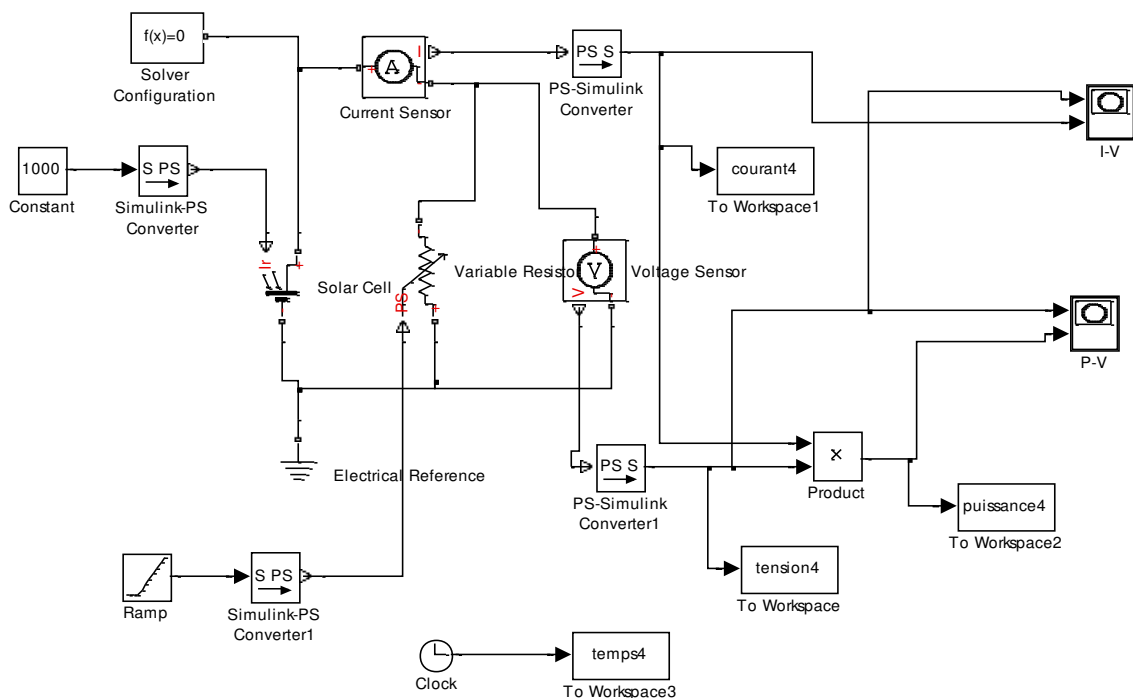 f(x)=0
Solver
Configuration
+
A
I
-
Current Sensor
PS S
PS-Simulink
Converter
I-V
1000
Constant
S PS
Simulink-PS
Converter
courant4
To Workspace1
Ir
+
-
Solar Cell
-
PS
+
Variable Resistor
+
V
V
-
Voltage Sensor
P-V
Electrical Reference
PS S
PS-Simulink
Converter1
×
Product
puissance4
To Workspace2
tension4
To Workspace
Ramp
S PS
Simulink-PS
Converter1
Clock
temps4
To Workspace3